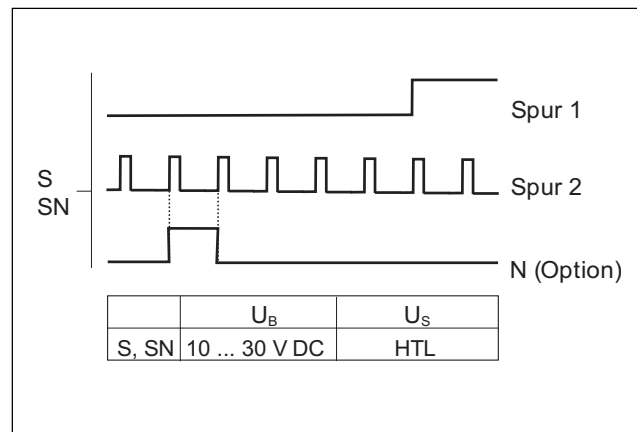 Spur 1
S
SN
Spur 2
N (Option)
U_B U_S
S, SN 10 ... 30 V DC HTL